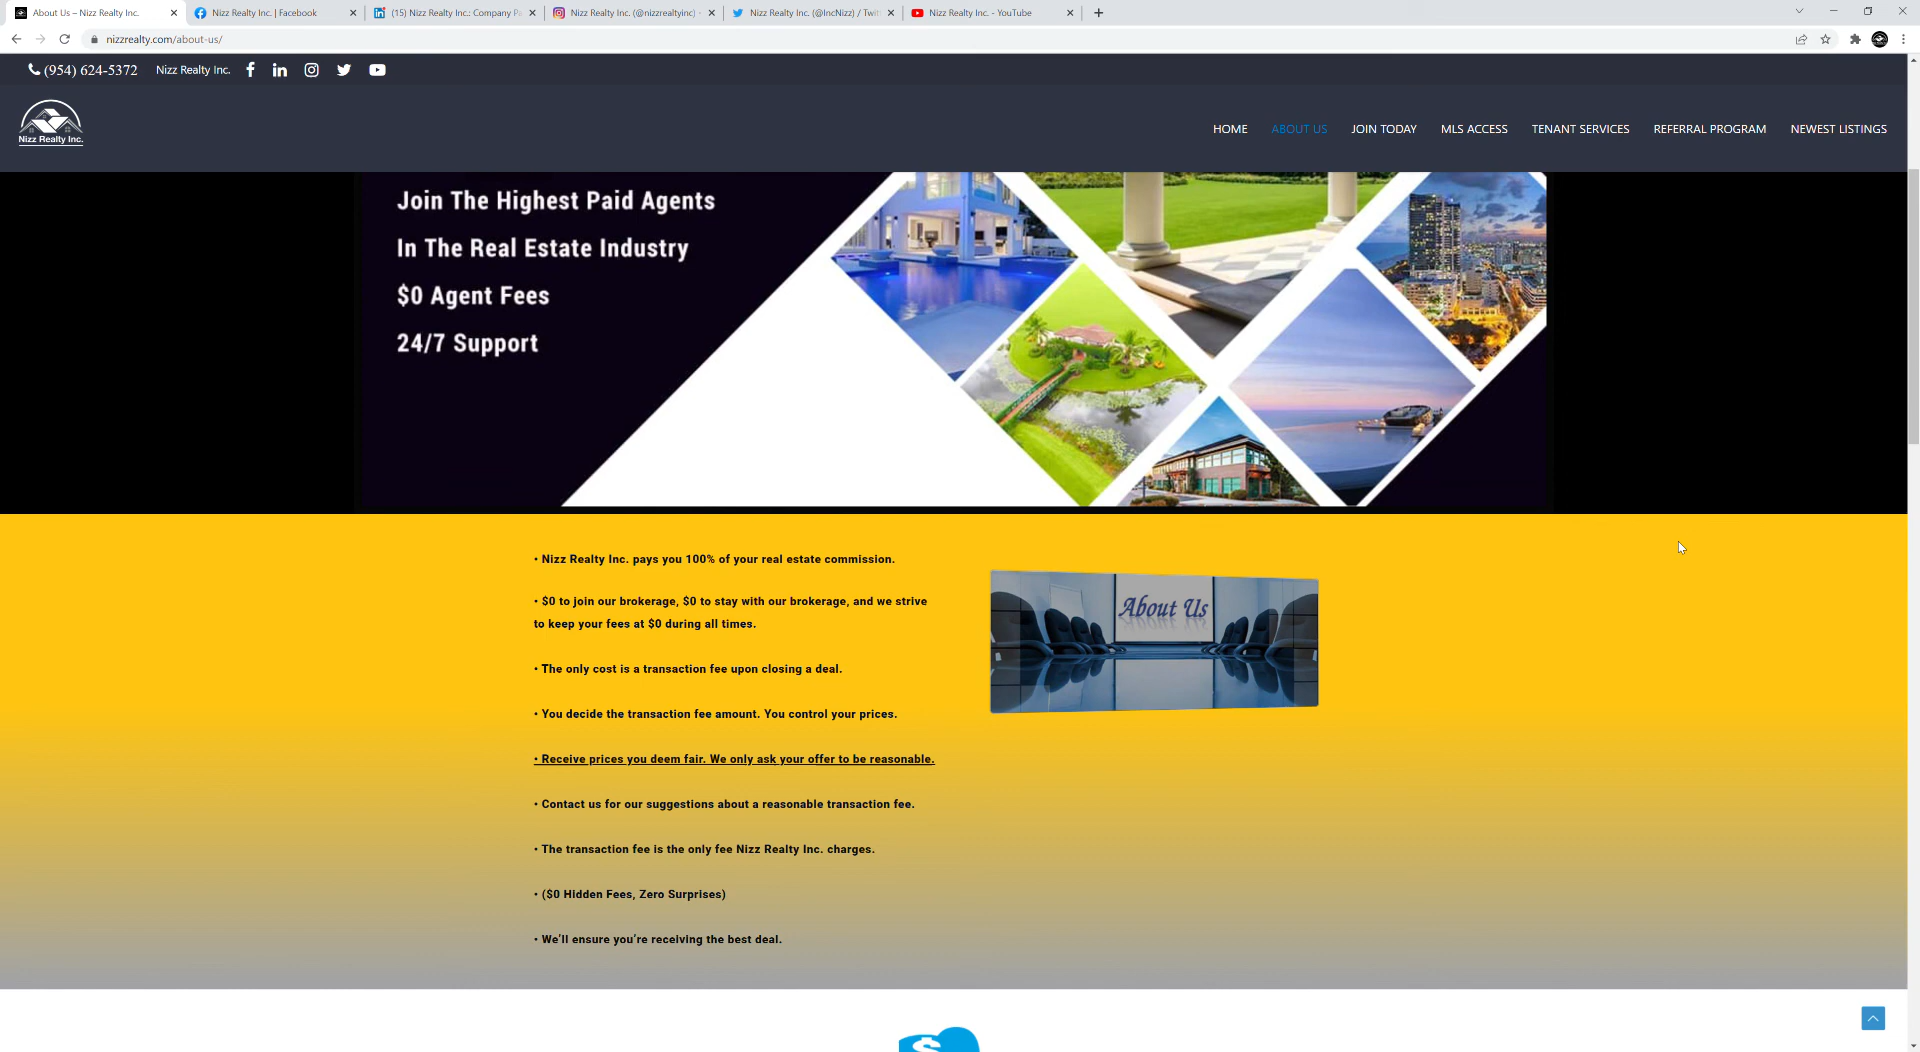 About Us – Nizz Realty Inc.
Nizz Realty Inc. | Facebook
(15) Nizz Realty Inc.: Company Pa
Nizz Realty Inc. (@nizzrealtyinc) •
Nizz Realty Inc. (@IncNizz) / Twit
Nizz Realty Inc. - YouTube
nizzrealty.com/about-us/
(954) 624-5372 Nizz Realty Inc.
Nizz Realty Inc.
HOME ABOUT US JOIN TODAY MLS ACCESS TENANT SERVICES REFERRAL PROGRAM NEWEST LISTINGS
Join The Highest Paid Agents
In The Real Estate Industry
$0 Agent Fees
24/7 Support
• Nizz Realty Inc. pays you 100% of your real estate commission.
• $0 to join our brokerage, $0 to stay with our brokerage, and we strive
to keep your fees at $0 during all times.
• The only cost is a transaction fee upon closing a deal.
• You decide the transaction fee amount. You control your prices.
• Receive prices you deem fair. We only ask your offer to be reasonable.
• Contact us for our suggestions about a reasonable transaction fee.
• The transaction fee is the only fee Nizz Realty Inc. charges.
• ($0 Hidden Fees, Zero Surprises)
• We’ll ensure you’re receiving the best deal.
About Us
$